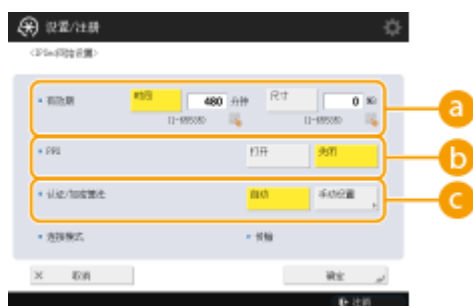 设置/注册
<IPSec网络设置>
• 有效期 时间 480 分钟 尺寸 0 MB
(1-65535) (1-65535)
a
• PFS 打开 关闭
b
• 认证/加密算法 自动 手动设置
c
• 连接模式 • 传输
× 取消 确定
注销